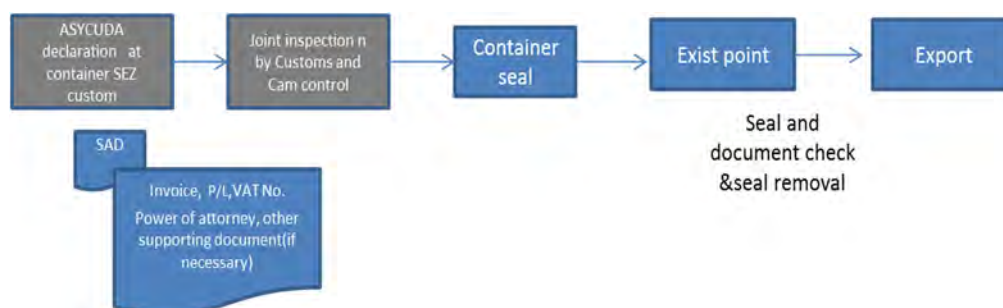 ASYCUDA
declaration at
container SEZ
custom
Joint inspection n
by Customs and
Cam control
Container
seal
Exist point
Export
Seal and
document check
&seal removal
SAD
Invoice, P/L,VAT No.
Power of attorney, other
supporting document(if
necessary)